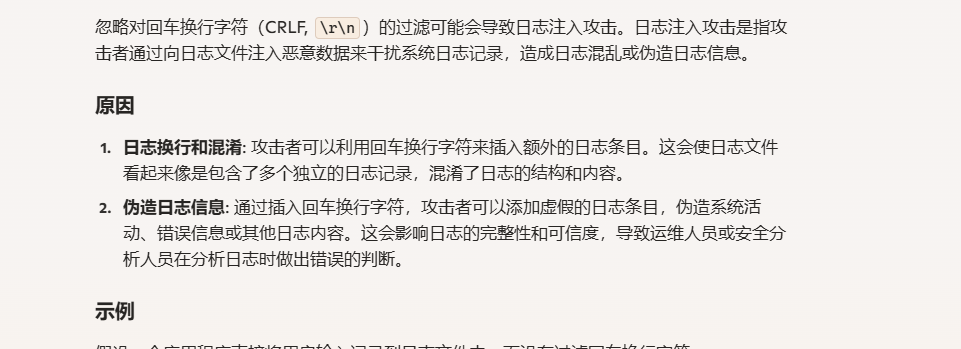 忽略对回车换行字符（CRLF, \r\n ）的过滤可能会导致日志注入攻击。日志注入攻击是指攻
击者通过向日志文件注入恶意数据来干扰系统日志记录，造成日志混乱或伪造日志信息。
原因
1. 日志换行和混淆: 攻击者可以利用回车换行字符来插入额外的日志条目。这会使日志文件
看起来像是包含了多个独立的日志记录，混淆了日志的结构和内容。
2. 伪造日志信息: 通过插入回车换行字符，攻击者可以添加虚假的日志条目，伪造系统活
动、错误信息或其他日志内容。这会影响日志的完整性和可信度，导致运维人员或安全分
析人员在分析日志时做出错误的判断。
示例